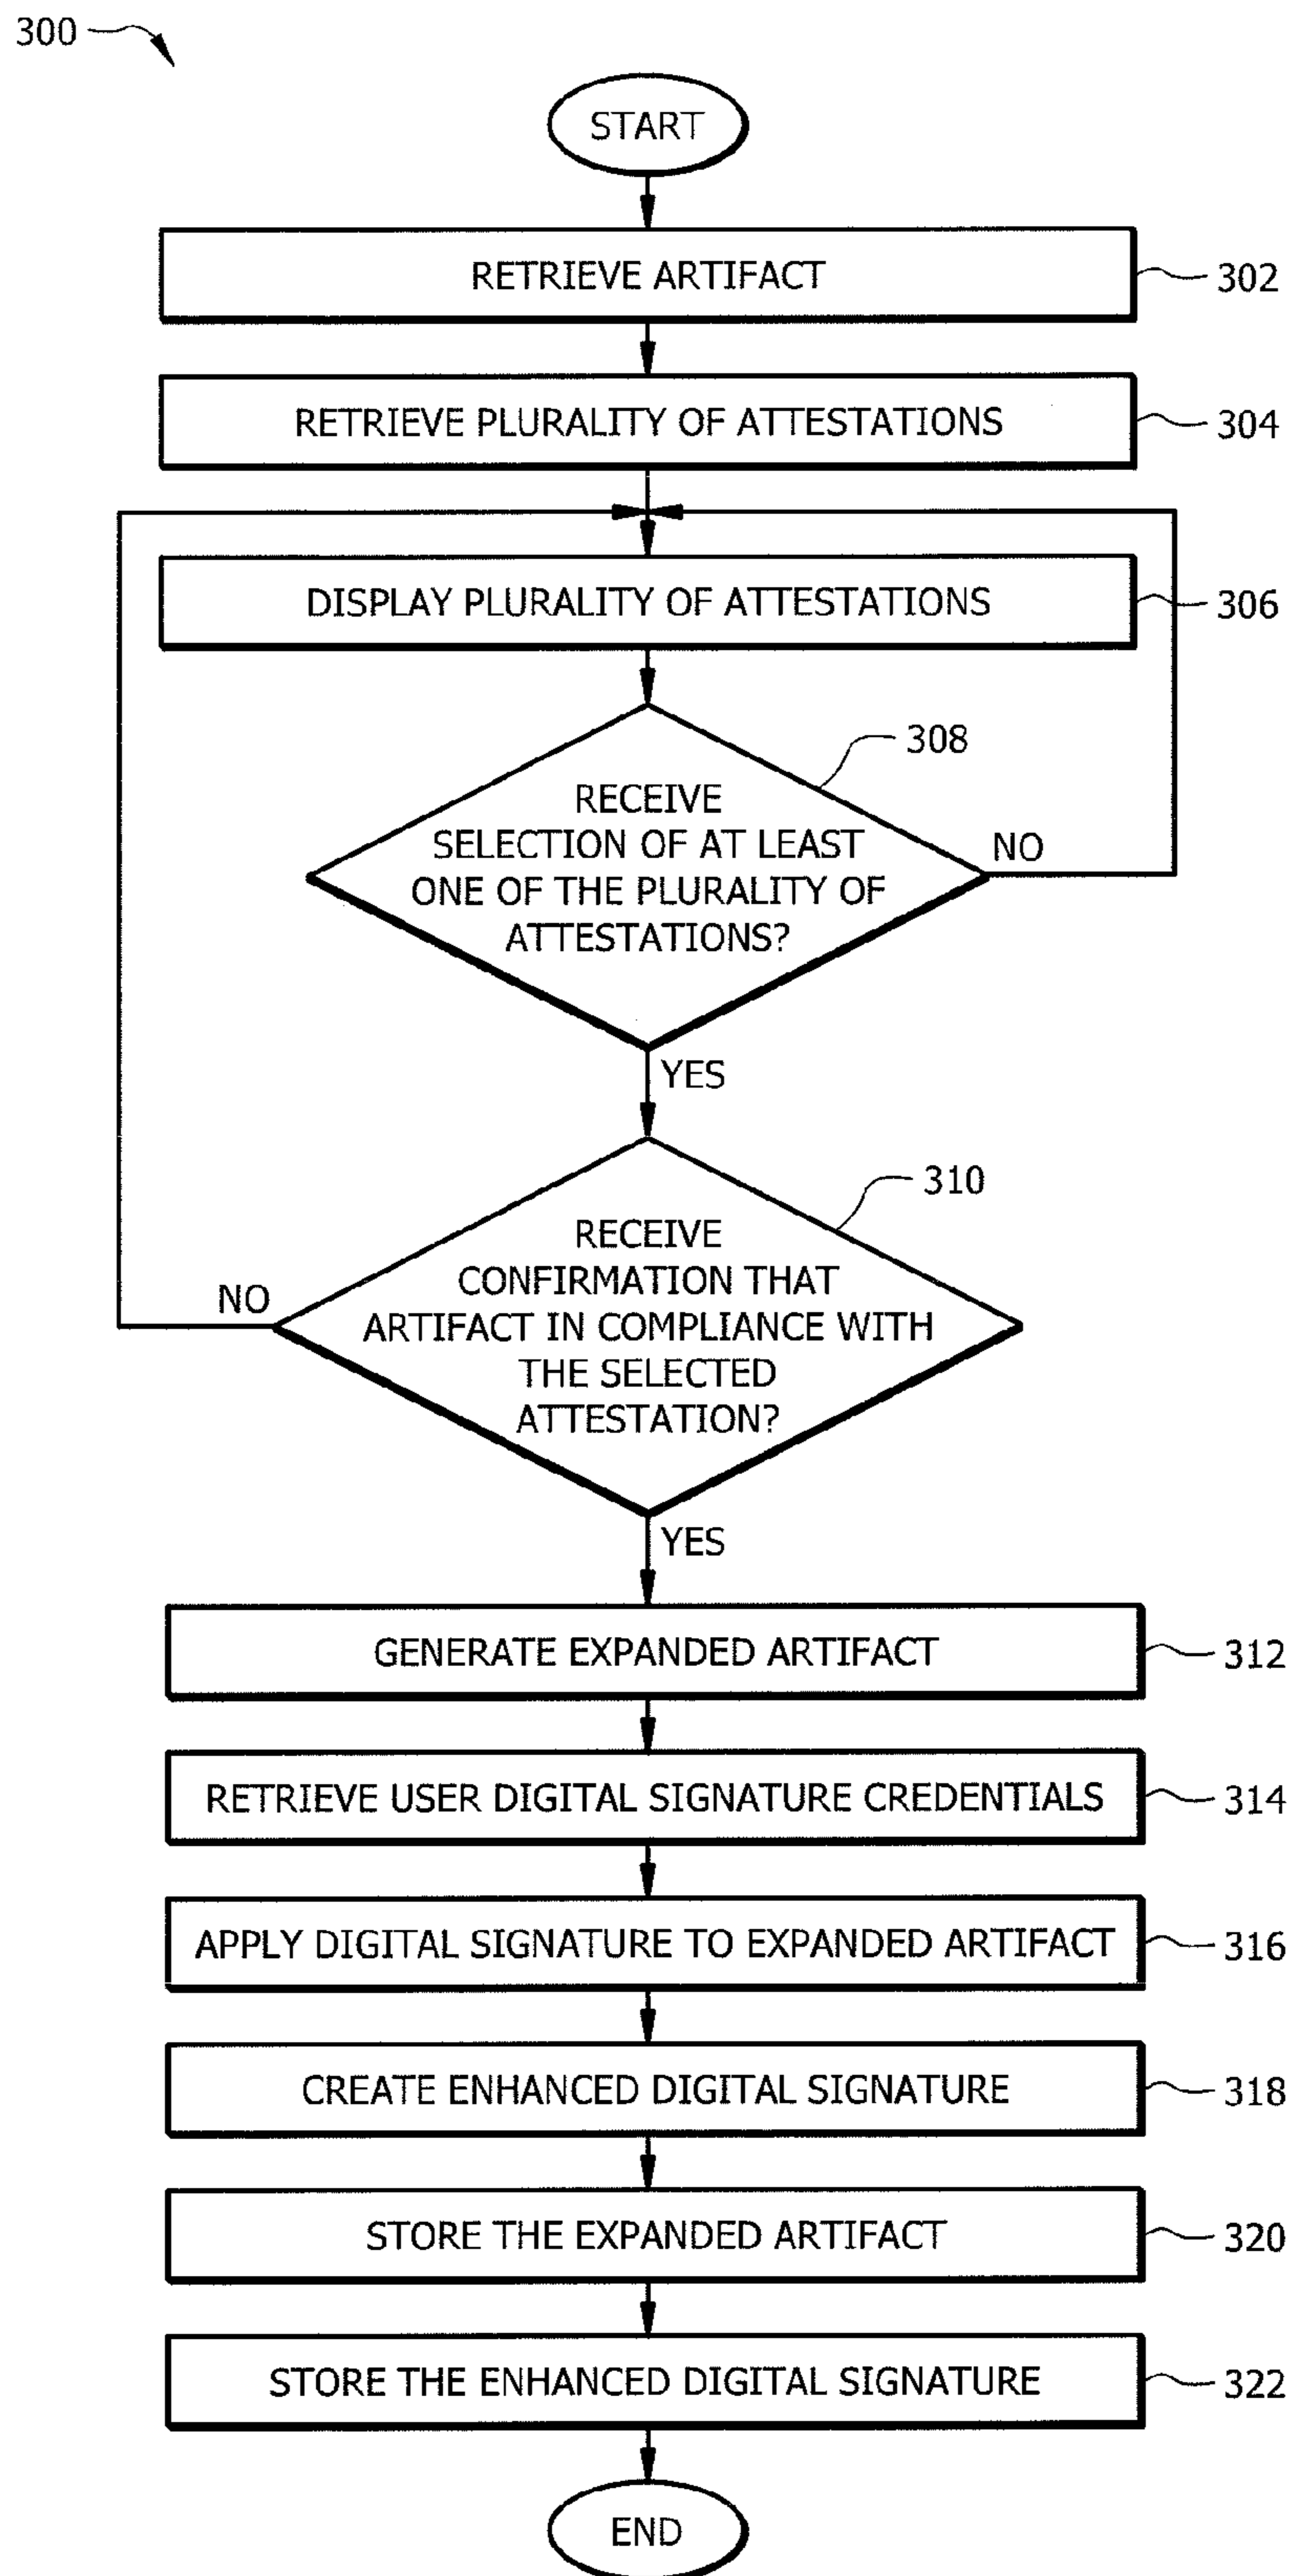 300
START
RETRIEVE ARTIFACT
302
RETRIEVE PLURALITY OF ATTESTATIONS
304
DISPLAY PLURALITY OF ATTESTATIONS
306
308
RECEIVE
SELECTION OF AT LEAST
ONE OF THE PLURALITY OF
ATTESTATIONS?
NO
YES
310
RECEIVE
CONFIRMATION THAT
ARTIFACT IN COMPLIANCE WITH
THE SELECTED
ATTESTATION?
NO
YES
GENERATE EXPANDED ARTIFACT
312
RETRIEVE USER DIGITAL SIGNATURE CREDENTIALS
314
APPLY DIGITAL SIGNATURE TO EXPANDED ARTIFACT
316
CREATE ENHANCED DIGITAL SIGNATURE
318
STORE THE EXPANDED ARTIFACT
320
STORE THE ENHANCED DIGITAL SIGNATURE
322
END